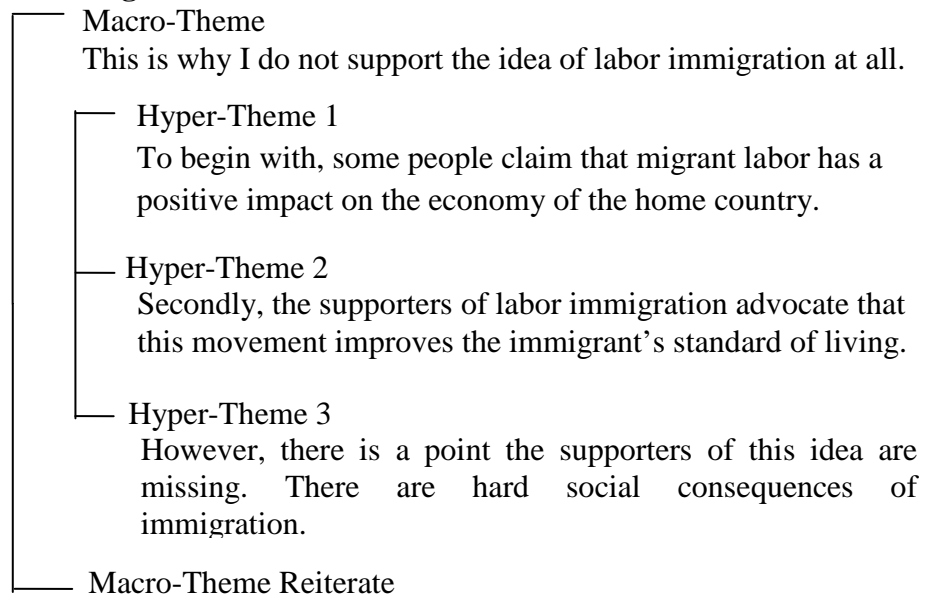 Macro-Theme
This is why I do not support the idea of labor immigration at all.
Hyper-Theme 1
To begin with, some people claim that migrant labor has a
positive impact on the economy of the home country.
Hyper-Theme 2
Secondly, the supporters of labor immigration advocate that
this movement improves the immigrant's standard of living.
Hyper-Theme 3
However, there is a point the supporters of this idea are
missing. There are hard social consequences of
immigration.
Macro-Theme Reiterate